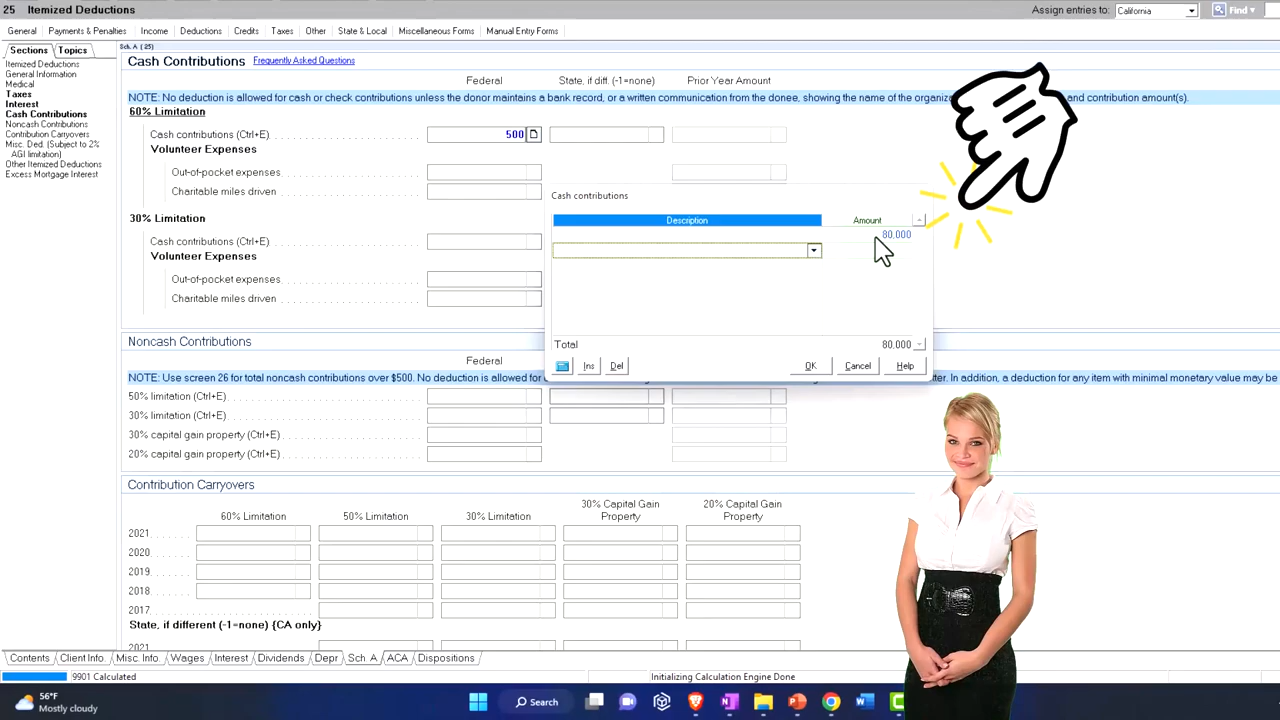 25 Itemized Deductions
Assign entries to: California
Find
General Payments & Penalties Income Deductions Credits Taxes Other State & Local Miscellaneous Forms Manual Entry Forms
Sections Topics
Itemized Deductions
General Information
Medical
Taxes
Interest
Cash Contributions
Noncash Contributions
Contribution Carryovers
Misc. Ded. (Subject to 2%
AGI limitation)
Other Itemized Deductions
Excess Mortgage Interest
Sch. A (25)
Cash Contributions Frequently Asked Questions
Federal State, if diff. (-1=none) Prior Year Amount
NOTE: No deduction is allowed for cash or check contributions unless the donor maintains a bank record, or a written communication from the donee, showing the name of the and contribution amount(s).
60% Limitation
Cash contributions (Ctrl+E) 500
Volunteer Expenses
Out-of-pocket expenses
Charitable miles driven
30% Limitation
Cash contributions (Ctrl+E)
Volunteer Expenses
Out-of-pocket expenses
Charitable miles driven
Cash contributions
Description Amount
80,000
Total 80,000
Ins Del OK Cancel Help
Noncash Contributions
Federal
NOTE: Use screen 26 for total noncash contributions over $500. No deduction is allowed for In addition, a deduction for any item with minimal monetary value may be
50% limitation (Ctrl+E)
30% limitation (Ctrl+E)
30% capital gain property (Ctrl+E)
20% capital gain property (Ctrl+E)
Contribution Carryovers
60% Limitation 50% Limitation 30% Limitation 30% Capital Gain Property 20% Capital Gain Property
2021
2020
2019
2018
2017
State, if different (-1=none) {CA only}
2021
Contents Client Info. Misc. Info. Wages Interest Dividends Depr Sch A ACA Dispositions
9901 Calculated Initializing Calculation Engine Done
56°F
Mostly cloudy
Search